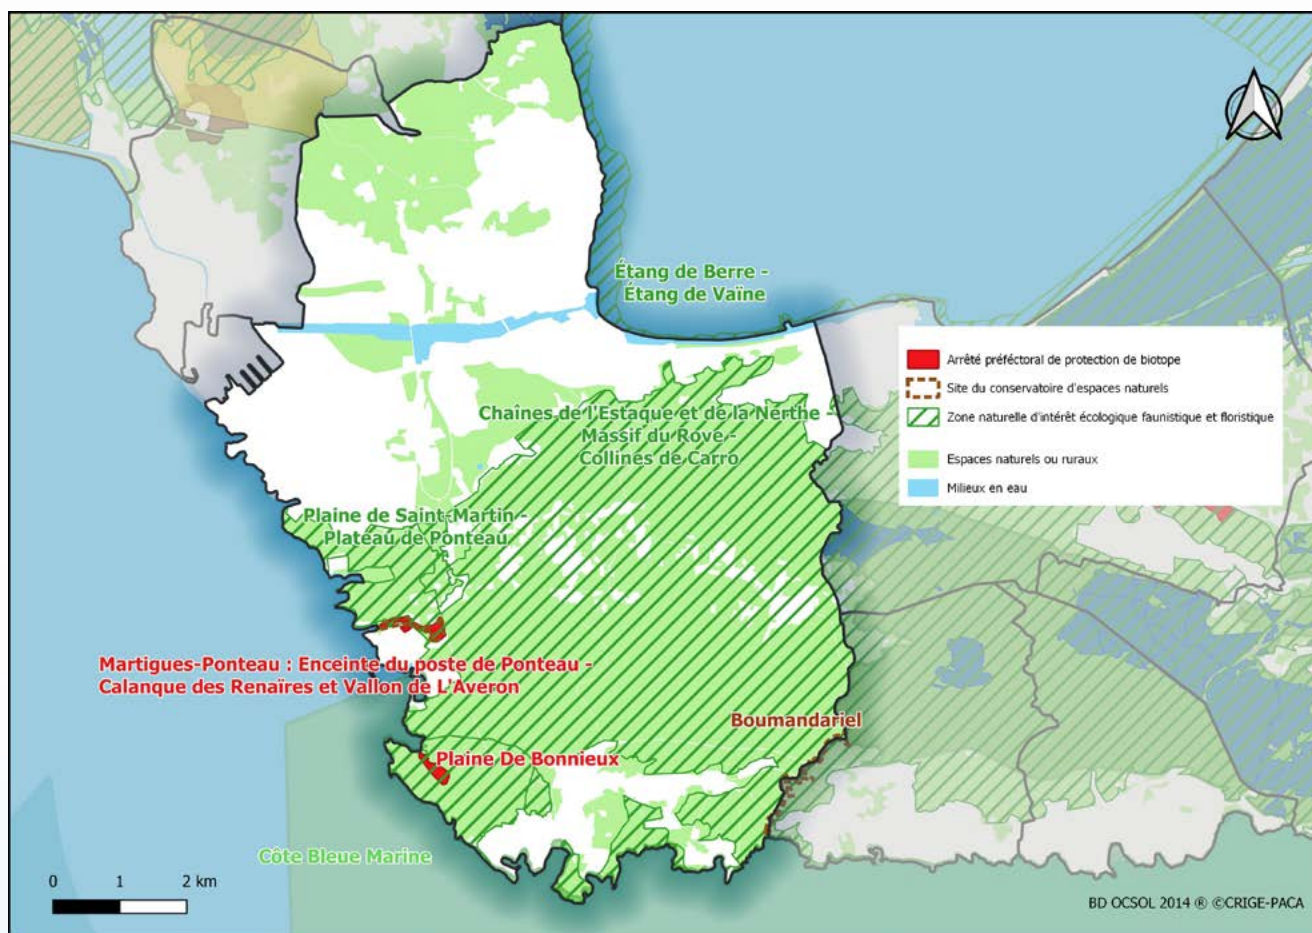 Étang de Berre -
Étang de Vaïne
Arrêté préféctoral de protection de biotope
Site du conservatoire d'espaces naturels
Zone naturelle d'intérêt écologique faunistique et floristique
Espaces naturels ou ruraux
Milieux en eau
Chaînes de l'Estaque et de la Nerthe -
Massif du Rove -
Collines de Carro
Plaine de Saint-Martin -
Plateau de Ponteau
Martigues-Ponteau : Enceinte du poste de Ponteau -
Calanque des Renaïres et Vallon de L'Averon
Boumandariel
Plaine De Bonnieux
Côte Bleue Marine
0 1 2 km
BD OCSOL 2014 ® ©CRIGE-PACA